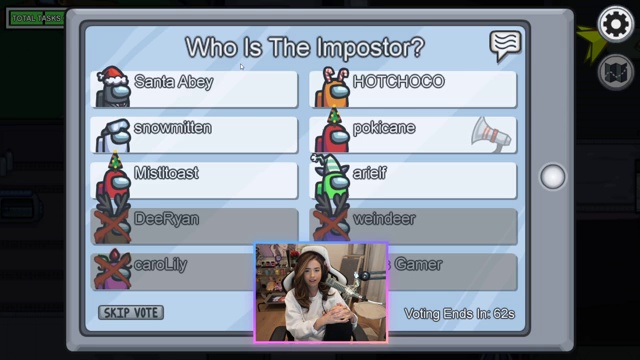 TOTAL TASKS
Who Is The Impostor?
Santa Abey
HOTCHOCO
snowmitten
pokicane
Mistltoast
arielf
DeeRyan
weindeer
caroLily
Gamer
SKIP VOTE
Voting Ends In: 62s